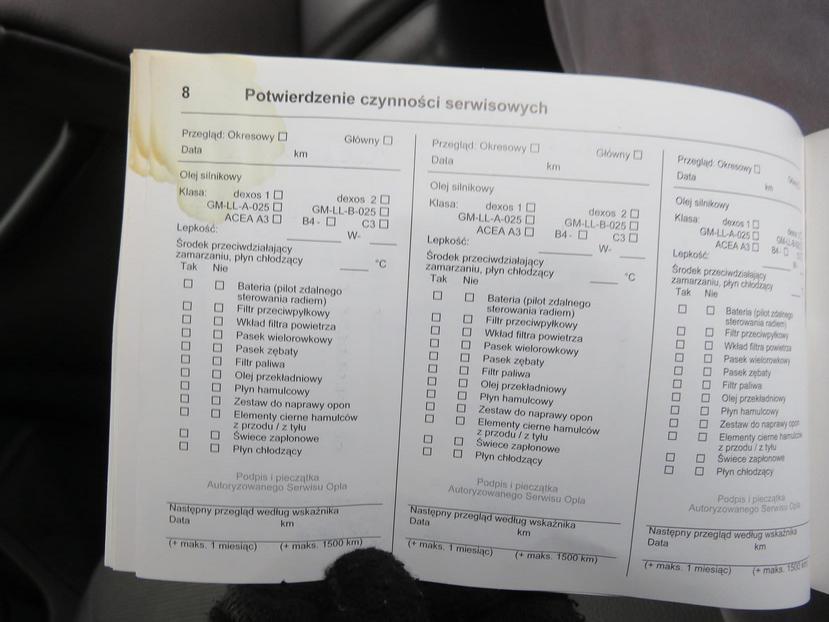 8 Potwierdzenie czynności serwisowych
Przegląd: Okresowy Główny
Data km
Olej silnikowy
Klasa: dexos 1 dexos 2
GM-LL-A-025 GM-LL-B-025
ACEA A3 B4- C3
Lepkość: W-
Środek przeciwdziałający
zamarzaniu, płyn chłodzący °C
Tak Nie
Bateria (pilot zdalnego
sterowania radiem)
Filtr przeciwpyłkowy
Wkład filtra powietrza
Pasek wielorowkowy
Pasek zębaty
Filtr paliwa
Olej przekładniowy
Płyn hamulcowy
Zestaw do naprawy opon
Elementy cierne hamulców
z przodu / z tyłu
Świece zapłonowe
Płyn chłodzący
Podpis i pieczątka
Autoryzowanego Serwisu Opla
Następny przegląd według wskaźnika
Data km
(+ maks. 1 miesiąc) (+ maks. 1500 km)
Przegląd: Okresowy Główny
Data km
Olej silnikowy
Klasa: dexos 1 dexos 2
GM-LL-A-025 GM-LL-B-025
ACEA A3 B4- C3
Lepkość: W-
Środek przeciwdziałający
zamarzaniu, płyn chłodzący °C
Tak Nie
Bateria (pilot zdalnego
sterowania radiem)
Filtr przeciwpyłkowy
Wkład filtra powietrza
Pasek wielorowkowy
Pasek zębaty
Filtr paliwa
Olej przekładniowy
Płyn hamulcowy
Zestaw do naprawy opon
Elementy cierne hamulców
z przodu / z tyłu
Świece zapłonowe
Płyn chłodzący
Podpis i pieczątka
Autoryzowanego Serwisu Opla
Następny przegląd według wskaźnika
Data km
(+ maks. 1 miesiąc) (+ maks. 1500 km)
Przegląd: Okresowy
Data km
Olej silnikowy
Klasa: dexos 1
GM-LL-A-025
ACEA A3 B4-
Lepkość:
Środek przeciwdziałający
zamarzaniu, płyn chłodzący
Tak Nie
Bateria (pilot zdalnego
sterowania radiem)
Filtr przeciwpyłkowy
Wkład filtra powietrza
Pasek wielorowkowy
Pasek zębaty
Filtr paliwa
Olej przekładniowy
Płyn hamulcowy
Zestaw do naprawy opon
Elementy cierne hamulców
z przodu / z tyłu
Świece zapłonowe
Płyn chłodzący
Podpis i pieczątka
Autoryzowanego Serwisu Opla
Następny przegląd według wskaźnika
Data km
(+ maks. 1 miesiąc) (+ maks. 1500 km